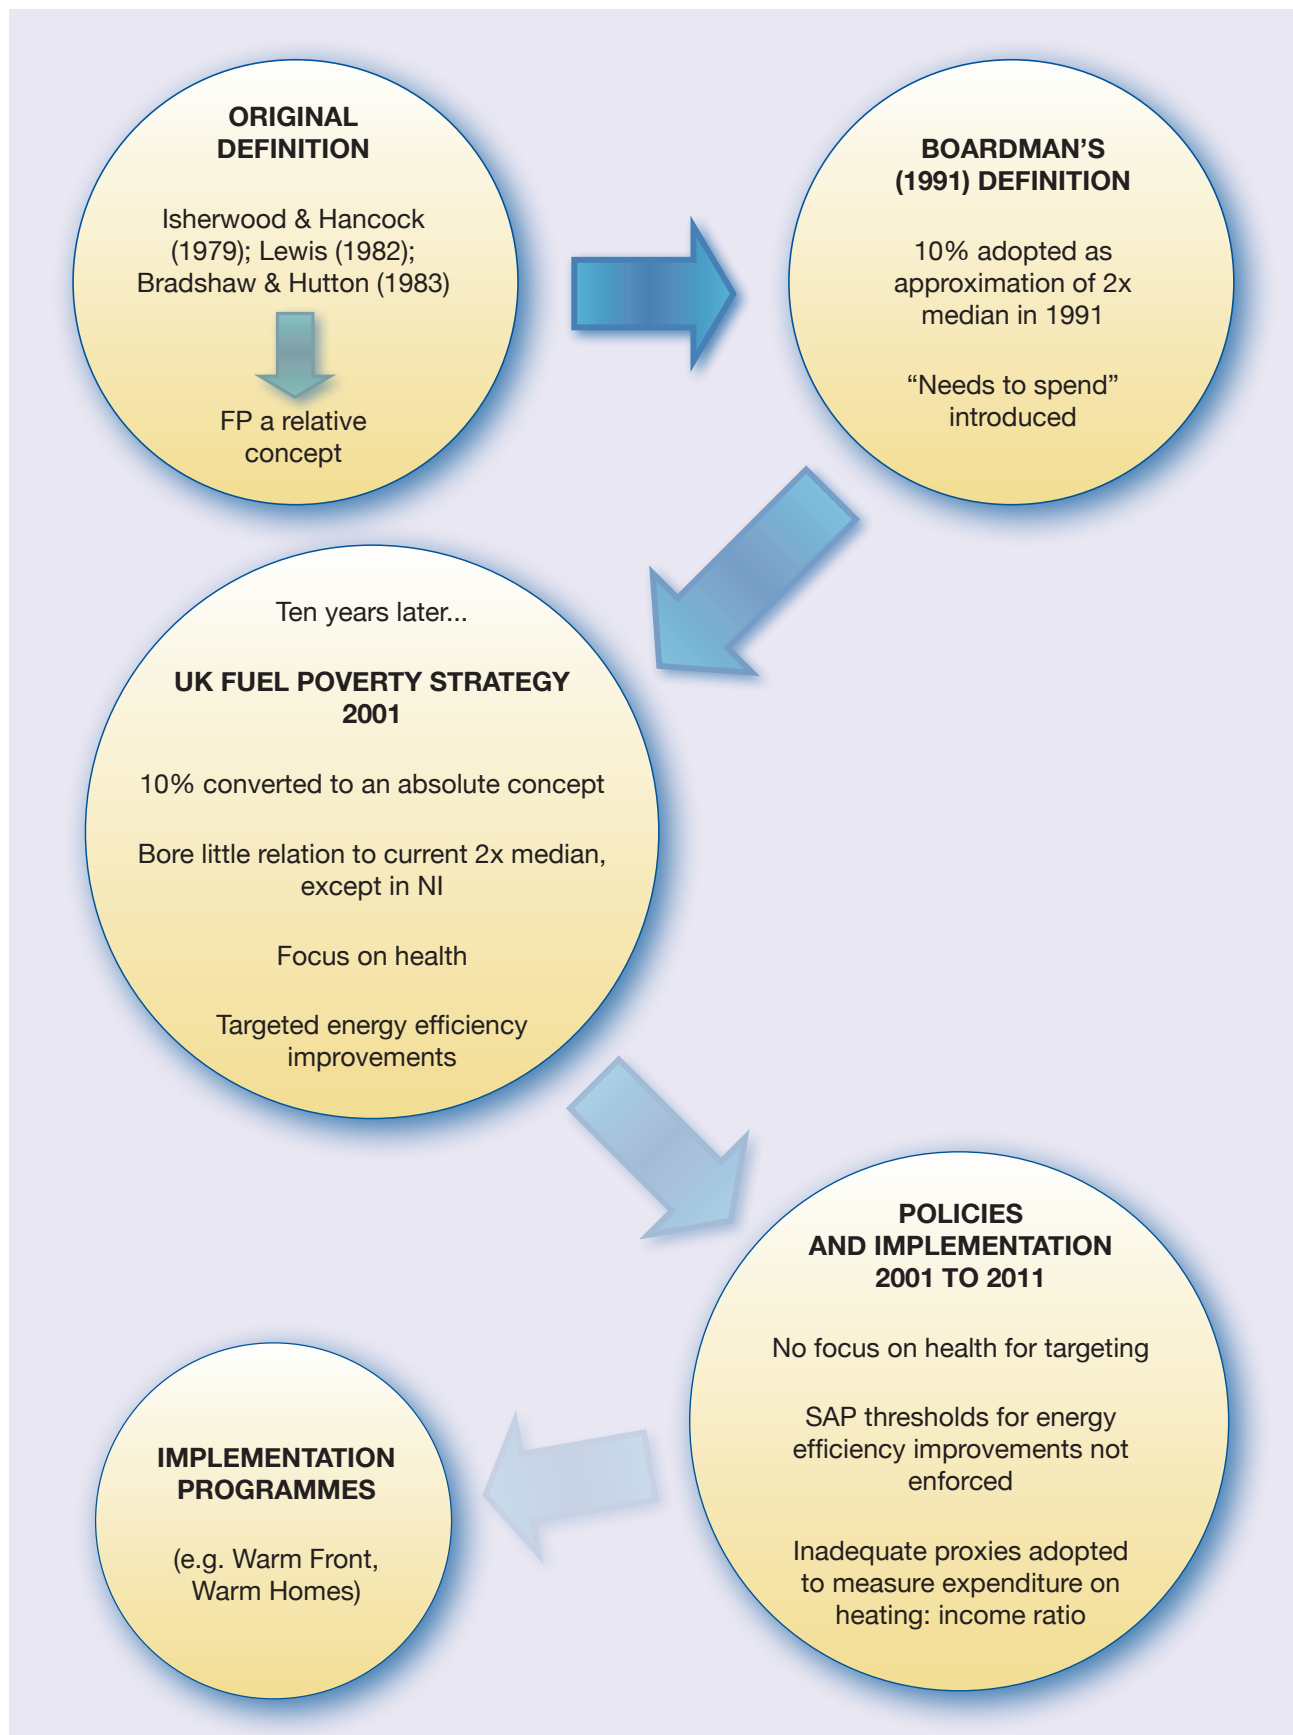 ORIGINAL
DEFINITION
Isherwood & Hancock
(1979); Lewis (1982);
Bradshaw & Hutton (1983)
FP a relative
concept
BOARDMAN’S
(1991) DEFINITION
10% adopted as
approximation of 2x
median in 1991
“Needs to spend”
introduced
Ten years later...
UK FUEL POVERTY STRATEGY
2001
10% converted to an absolute concept
Bore little relation to current 2x median,
except in NI
Focus on health
Targeted energy efficiency
improvements
POLICIES
AND IMPLEMENTATION
2001 TO 2011
No focus on health for targeting
SAP thresholds for energy
efficiency improvements not
enforced
Inadequate proxies adopted
to measure expenditure on
heating: income ratio
IMPLEMENTATION
PROGRAMMES
(e.g. Warm Front,
Warm Homes)